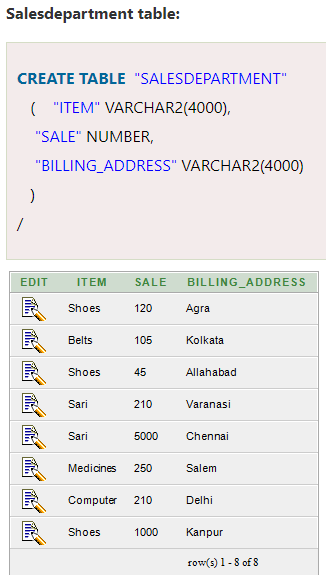 Salesdepartment table:
CREATE TABLE "SALESDEPARTMENT"
( "ITEM" VARCHAR2(4000),
"SALE" NUMBER,
"BILLING_ADDRESS" VARCHAR2(4000)
)
/
EDIT ITEM SALE BILLING_ADDRESS
Shoes 120 Agra
Belts 105 Kolkata
Shoes 45 Allahabad
Sari 210 Varanasi
Sari 5000 Chennai
Medicines 250 Salem
Computer 210 Delhi
Shoes 1000 Kanpur
row(s) 1 - 8 of 8